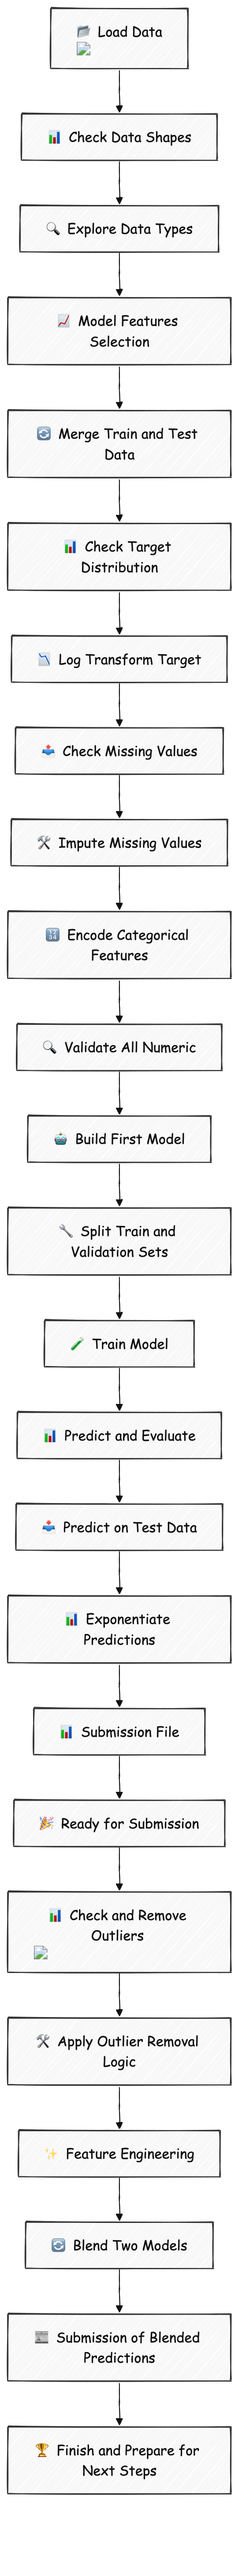 📂 Load Data
📊 Check Data Shapes
🔍 Explore Data Types
📈 Model Features
Selection
🔄 Merge Train and Test
Data
📊 Check Target
Distribution
📉 Log Transform Target
📤 Check Missing Values
🛠 Impute Missing Values
🔢 Encode Categorical
Features
🔍 Validate All Numeric
🤖 Build First Model
🔧 Split Train and
Validation Sets
🧪 Train Model
📊 Predict and Evaluate
📤 Predict on Test Data
📊 Exponentiate
Predictions
📊 Submission File
🎉 Ready for Submission
📊 Check and Remove
Outliers
🛠 Apply Outlier Removal
Logic
✨ Feature Engineering
🔄 Blend Two Models
📰 Submission of Blended
Predictions
🏆 Finish and Prepare for
Next Steps